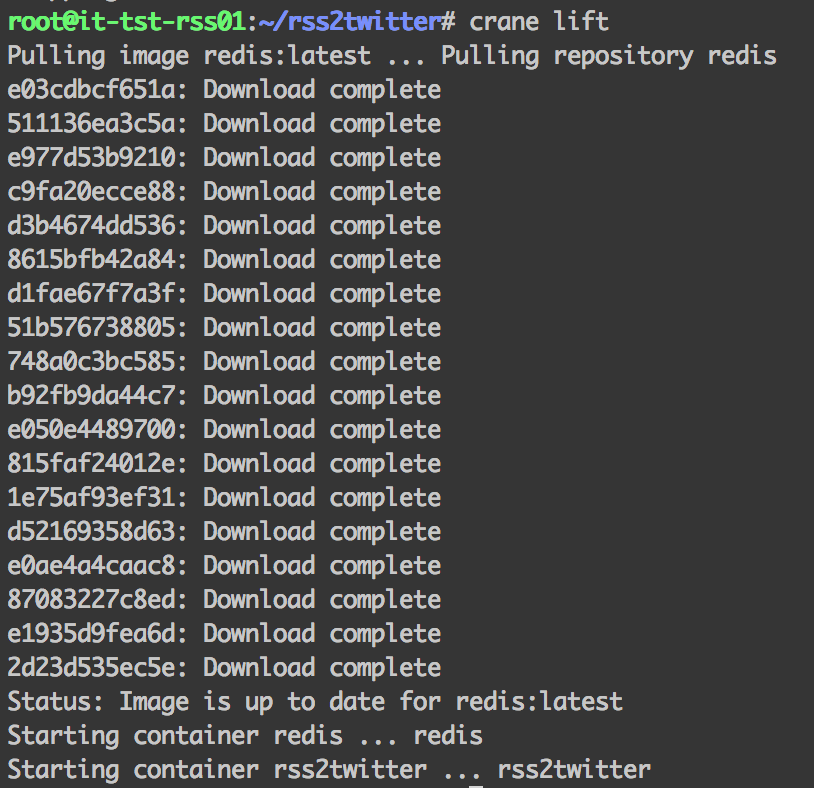 root@it-tst-rss01:~/rss2twitter# crane lift
Pulling image redis:latest ... Pulling repository redis
e03cdbcf651a: Download complete
511136ea3c5a: Download complete
e977d53b9210: Download complete
c9fa20ecce88: Download complete
d3b4674dd536: Download complete
8615bfb42a84: Download complete
d1fae67f7a3f: Download complete
51b576738805: Download complete
748a0c3bc585: Download complete
b92fb9da44c7: Download complete
e050e4489700: Download complete
815faf24012e: Download complete
1e75af93ef31: Download complete
d52169358d63: Download complete
e0ae4a4caac8: Download complete
87083227c8ed: Download complete
e1935d9fea6d: Download complete
2d23d535ec5e: Download complete
Status: Image is up to date for redis:latest
Starting container redis ... redis
Starting container rss2twitter ... rss2twitter